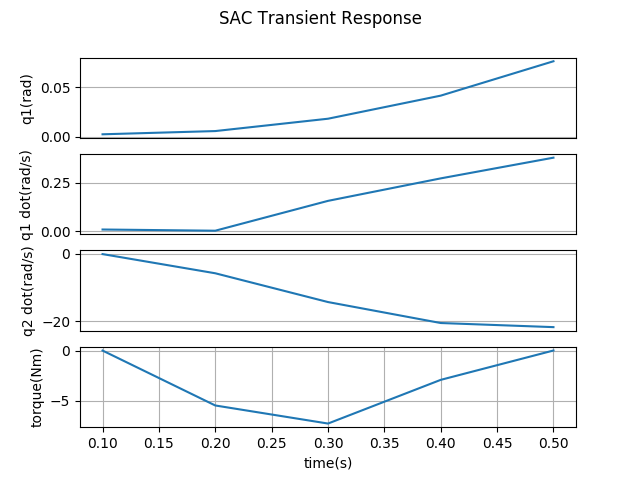 SAC Transient Response
q1(rad)
0.05
0.00
q1 dot(rad/s)
0.25
0.00
q2 dot(rad/s)
0
−20
torque(Nm)
0
−5
0.10 0.15 0.20 0.25 0.30 0.35 0.40 0.45 0.50
time(s)